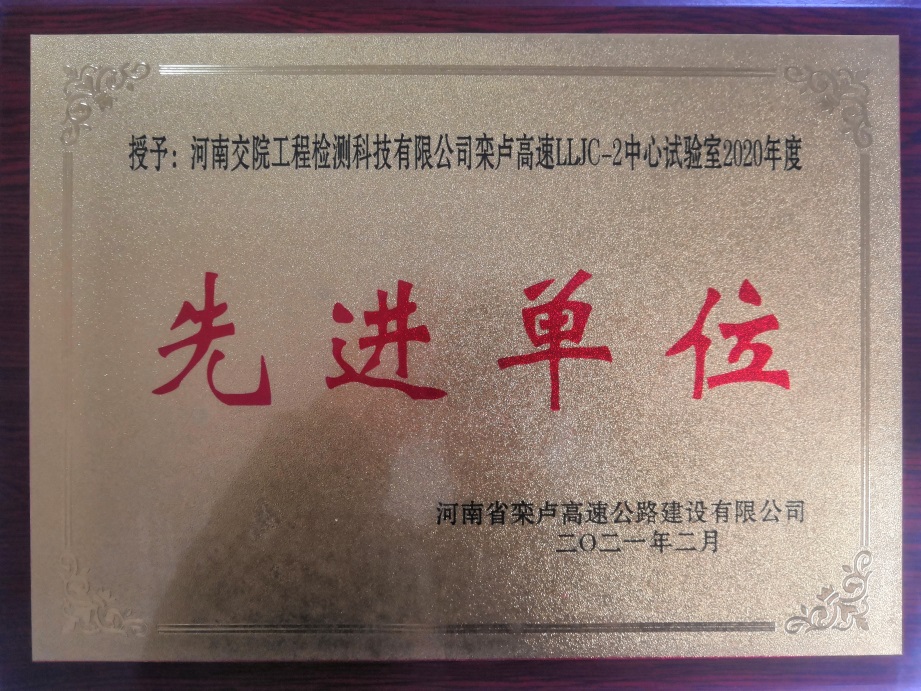 授予：河南交院工程检测科技有限公司栾卢高速LLJC-2中心试验室2020年度
先进单位
河南省栾卢高速公路建设有限公司
二〇二一年二月